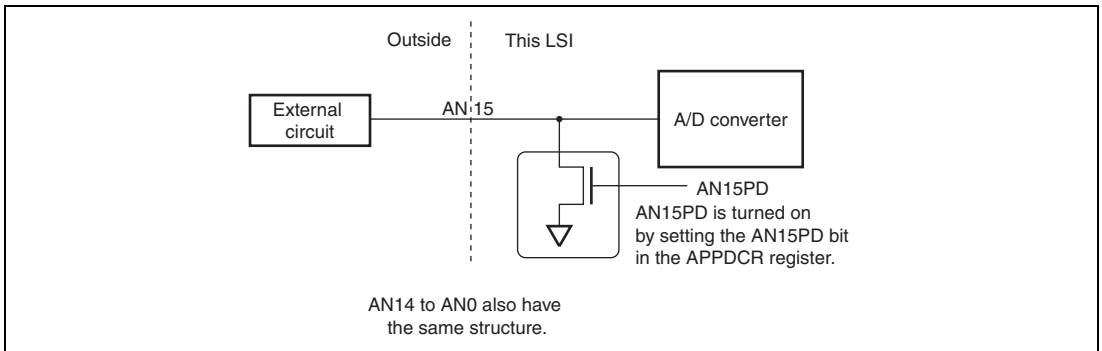 Outside
This LSI
External
circuit
AN 15
A/D converter
AN15PD
AN15PD is turned on
by setting the AN15PD bit
in the APPDCR register.
AN14 to AN0 also have
the same structure.